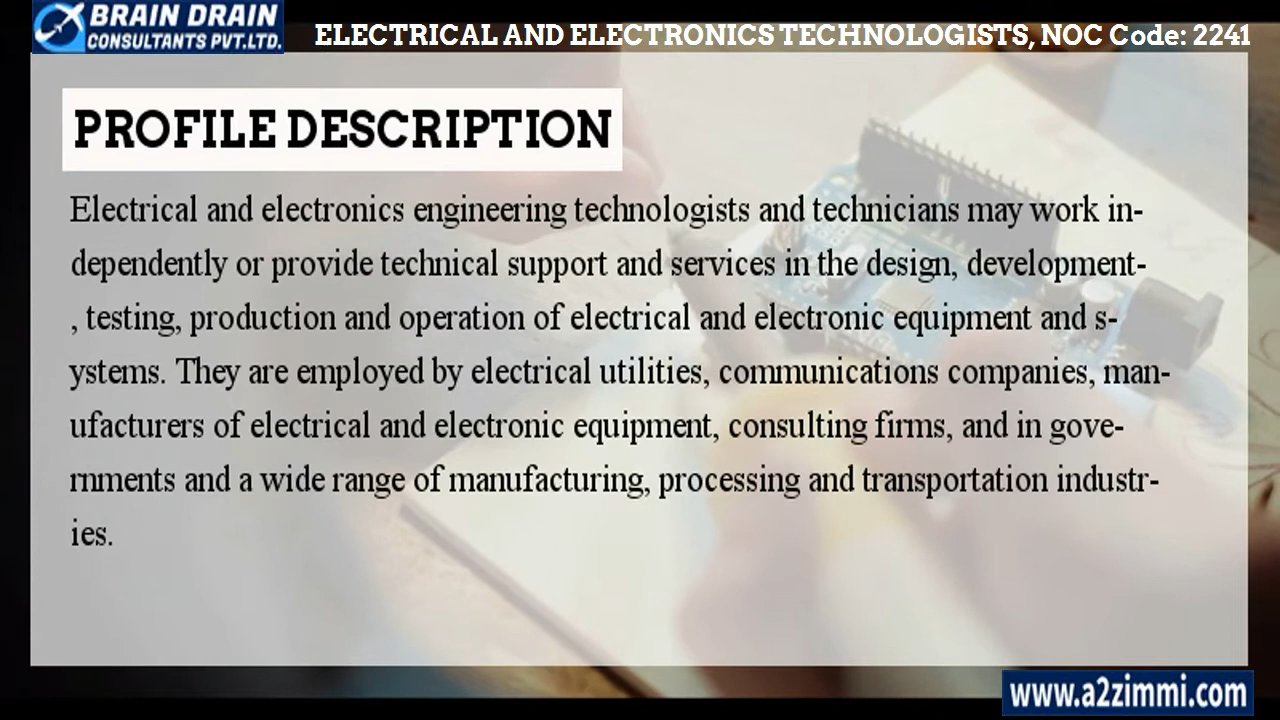 BRAIN DRAIN
CONSULTANTS PVT.LTD.
ELECTRICAL AND ELECTRONICS TECHNOLOGISTS, NOC Code: 2241
PROFILE DESCRIPTION
Electrical and electronics engineering technologists and technicians may work in-
dependently or provide technical support and services in the design, development-
, testing, production and operation of electrical and electronic equipment and s-
ystems. They are employed by electrical utilities, communications companies, man-
ufacturers of electrical and electronic equipment, consulting firms, and in gove-
rnments and a wide range of manufacturing, processing and transportation industr-
ies.
www.a2zimmi.com